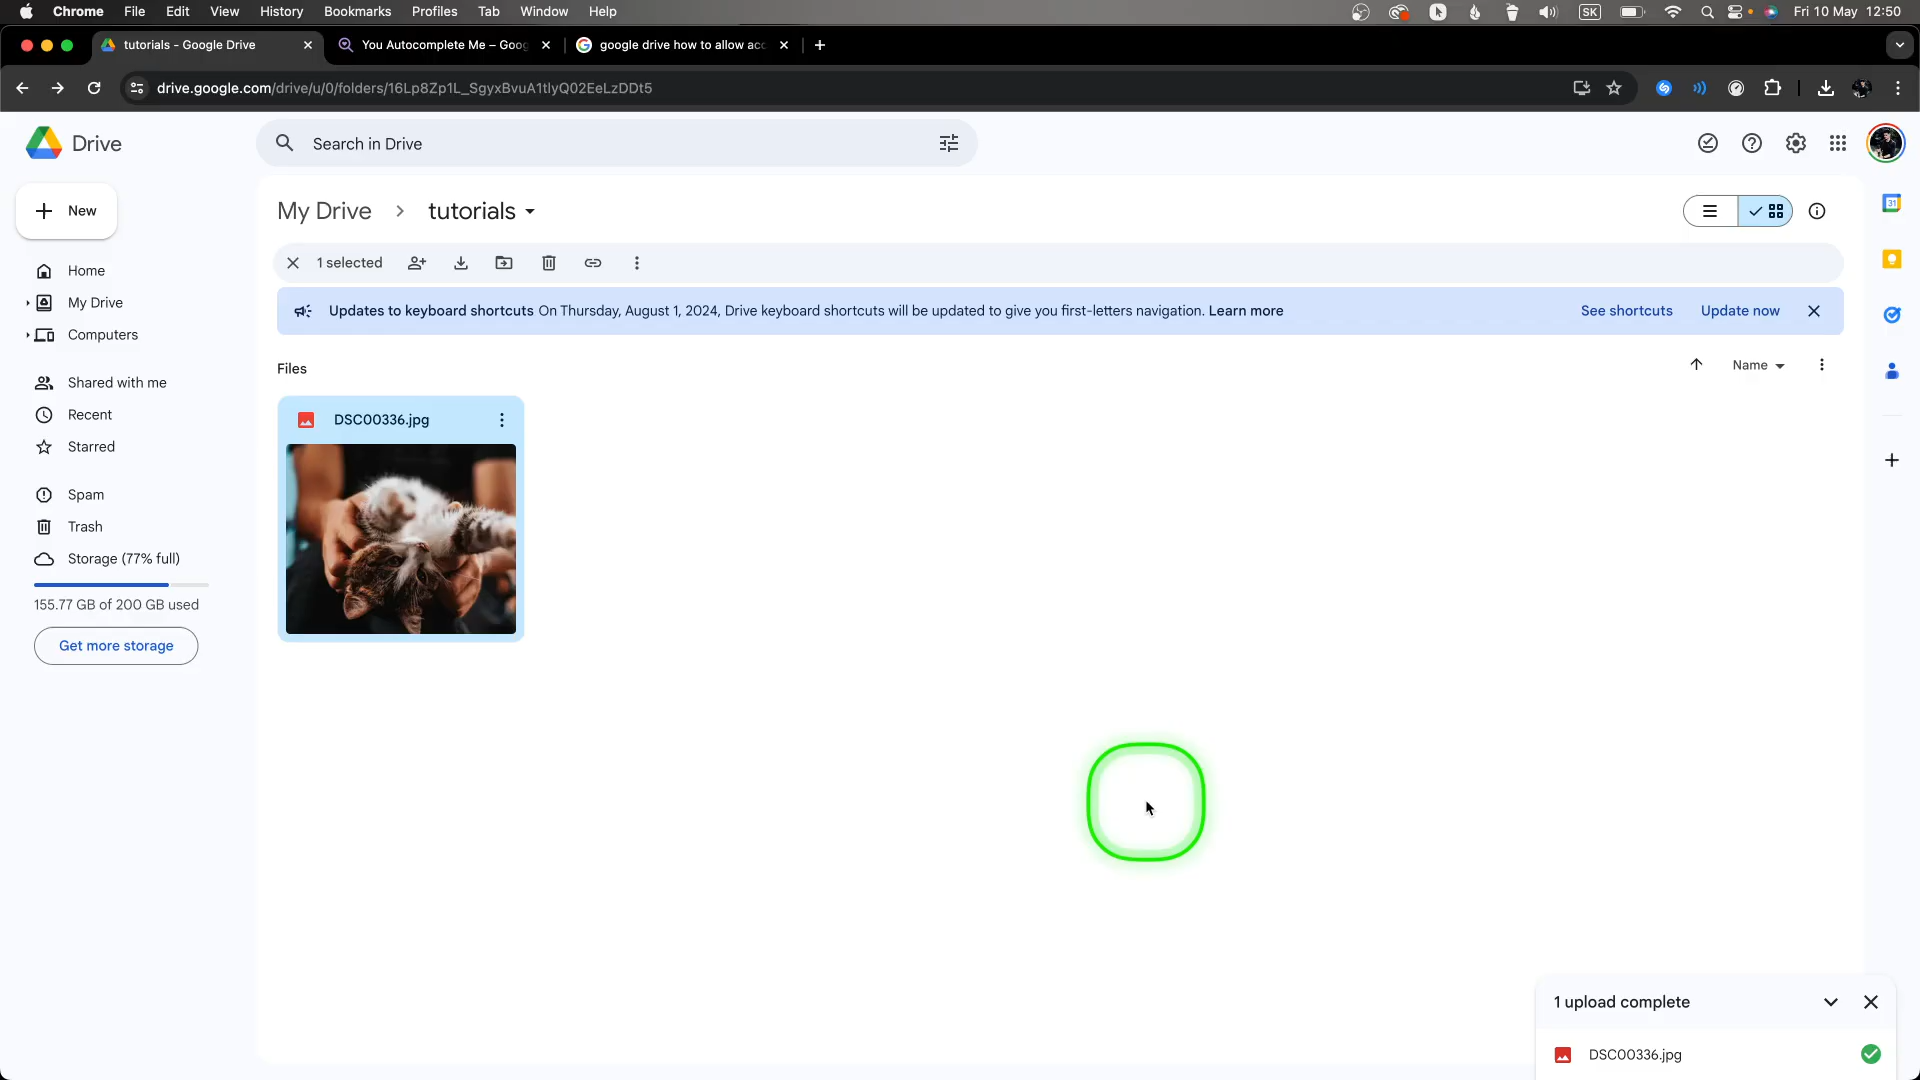 Chrome File Edit View History Bookmarks Profiles Tab Window Help SK Fri 10 May 12:50
tutorials - Google Drive You Autocomplete Me – Goog google drive how to allow acc
drive.google.com/drive/u/0/folders/16Lp8Zp1L_SgyxBvuA1tlyQ02EeLzDDt5
Drive
Search in Drive
New
Home
My Drive
Computers
Shared with me
Recent
Starred
Spam
Trash
Storage (77% full)
155.77 GB of 200 GB used
Get more storage
My Drive > tutorials
1 selected
Updates to keyboard shortcuts On Thursday, August 1, 2024, Drive keyboard shortcuts will be updated to give you first-letters navigation. Learn more See shortcuts Update now
Files
Name
DSC00336.jpg
31
1 upload complete
DSC00336.jpg